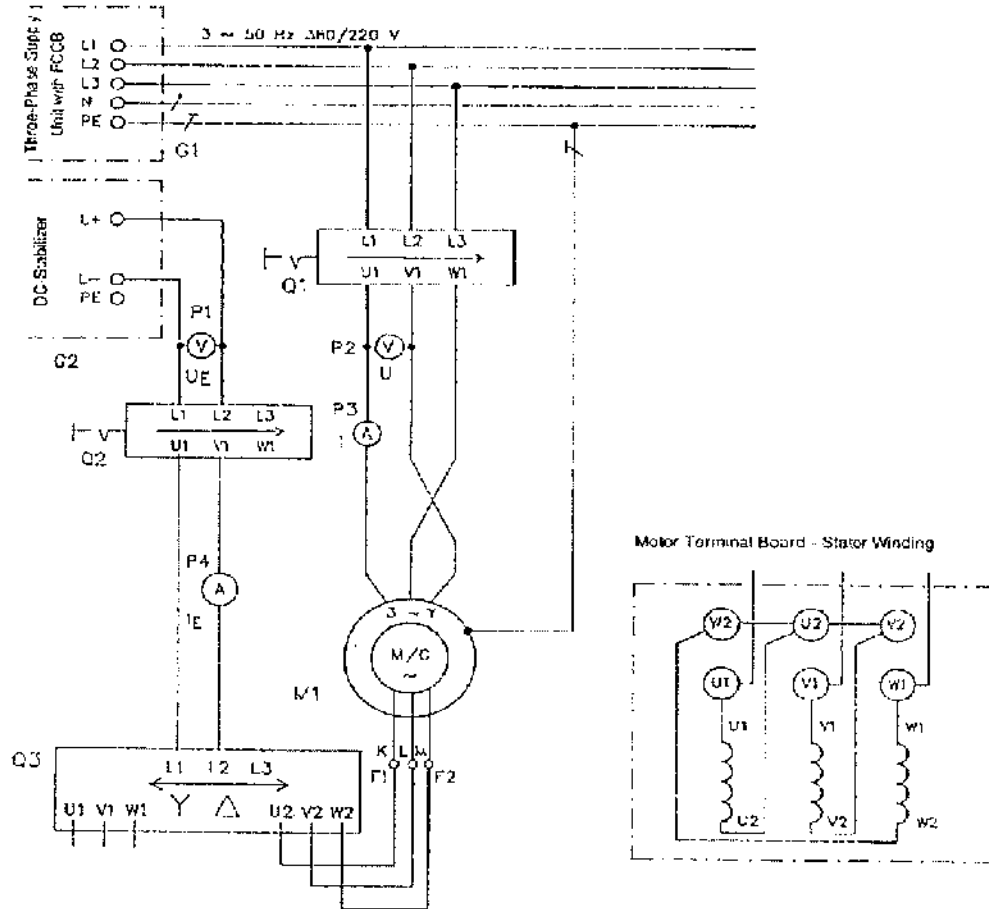 Three-Phase Supply
Unit with RCCB
3 ~ 50 Hz 380/220 V
L1
L2
L3
N
PE
G1
DC-Stabilizer
L+
L-
PE
G2
P1
V
UE
L1 L2 L3
U1 V1 W1
V
Q2
L1 L2 L3
U1 V1 W1
V
Q1
P2
V
U
P3
I
A
P4
A
IE
3 ~ Y
M/G
~
M1
K L M
F1 F2
Q3
L1 L2 L3
Y Δ
U1 V1 W1
U2 V2 W2
Motor Terminal Board - Stator Winding
W2 U2 V2
U1 V1 W1
U1 V1 W1
U2 V2 W2